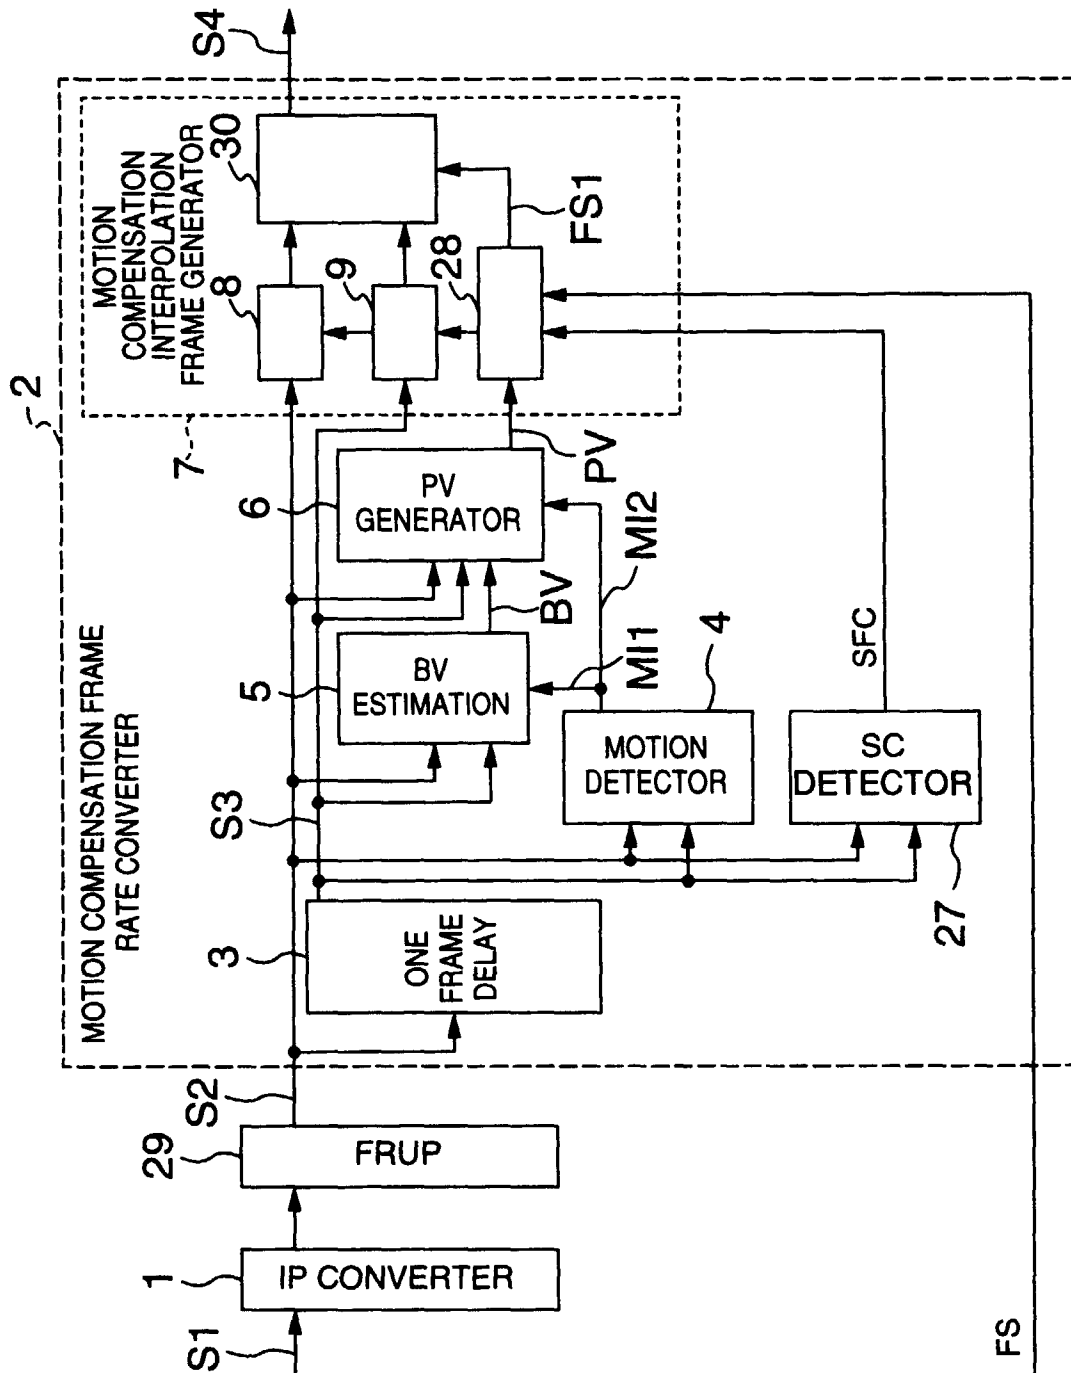 MOTION COMPENSATION FRAME
RATE CONVERTER
2
S1
1
IP CONVERTER
29
FRUP
S2
3
ONE
FRAME
DELAY
S3
5
BV
ESTIMATION
BV
6
PV
GENERATOR
PV
MOTION
DETECTOR
4
MI1
MI2
SC
DETECTOR
27
SFC
7
MOTION
COMPENSATION
INTERPOLATION
FRAME GENERATOR
8
9
28
30
FS1
S4
FS